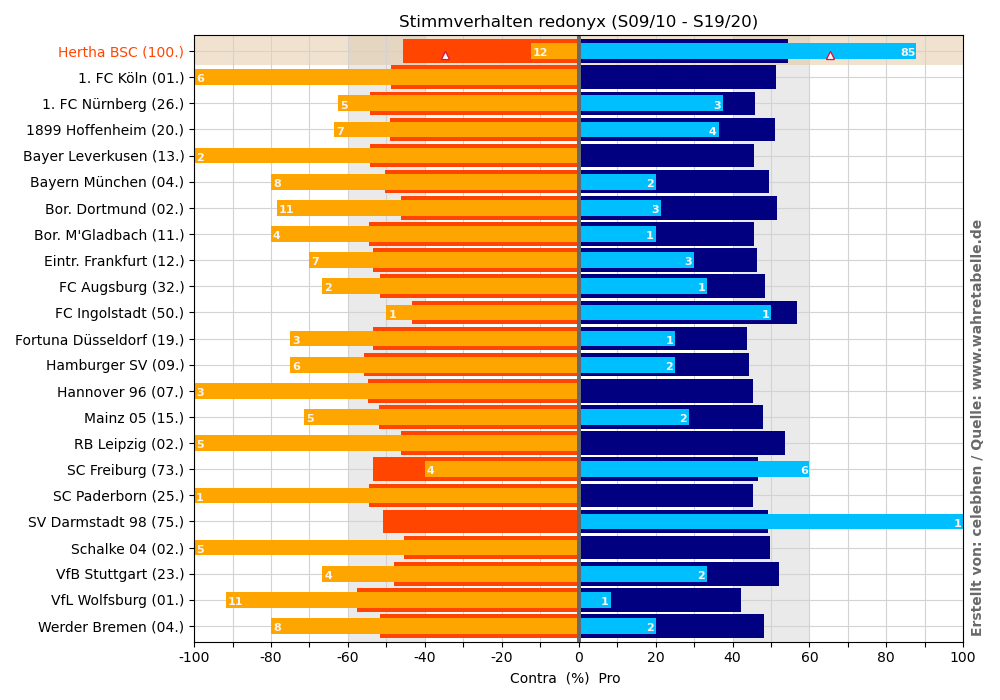 Stimmverhalten redonyx (S09/10 - S19/20)
Hertha BSC (100.) 12 85
1. FC Köln (01.) 6
1. FC Nürnberg (26.) 5 3
1899 Hoffenheim (20.) 7 4
Bayer Leverkusen (13.) 2
Bayern München (04.) 8 2
Bor. Dortmund (02.) 11 3
Bor. M'Gladbach (11.) 4 1
Eintr. Frankfurt (12.) 7 3
FC Augsburg (32.) 2 1
FC Ingolstadt (50.) 1 1
Fortuna Düsseldorf (19.) 3 1
Hamburger SV (09.) 6 2
Hannover 96 (07.) 3
Mainz 05 (15.) 5 2
RB Leipzig (02.) 5
SC Freiburg (73.) 4 6
SC Paderborn (25.) 1
SV Darmstadt 98 (75.) 1
Schalke 04 (02.) 5
VfB Stuttgart (23.) 4 2
VfL Wolfsburg (01.) 11 1
Werder Bremen (04.) 8 2
-100 -80 -60 -40 -20 0 20 40 60 80 100
Contra (%) Pro
Erstellt von: celebhen / Quelle: www.wahretabelle.de